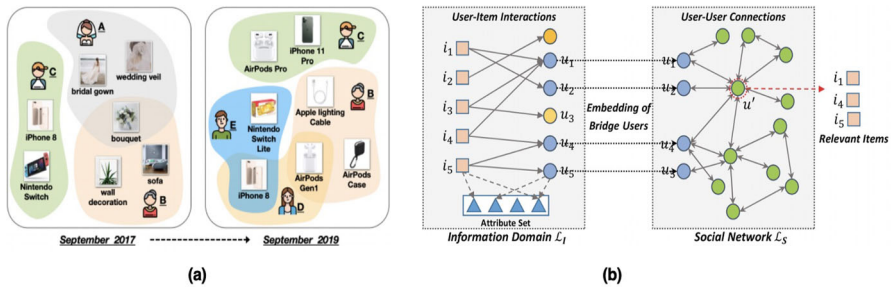 A
wedding veil
bridal gown
C
iPhone 8
bouquet
Nintendo
Switch
wall
decoration
sofa
B
September 2017
AirPods Pro
iPhone 11
Pro
C
E
Nintendo
Switch
Lite
Apple lighting
Cable
B
iPhone 8
AirPods
Gen1
AirPods
Case
D
September 2019
(a)
User-Item Interactions
i1
i2
i3
i4
i5
u1
u2
u3
u4
u5
Attribute Set
Information Domain ℒI
Embedding of
Bridge Users
User-User Connections
u1
u2
u4
u'
Social Network ℒS
i1
i4
i5
Relevant Items
(b)